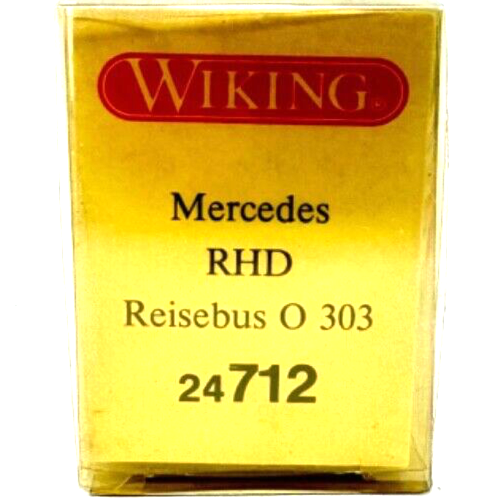 WIKING®
Mercedes
RHD
Reisebus O 303
24712